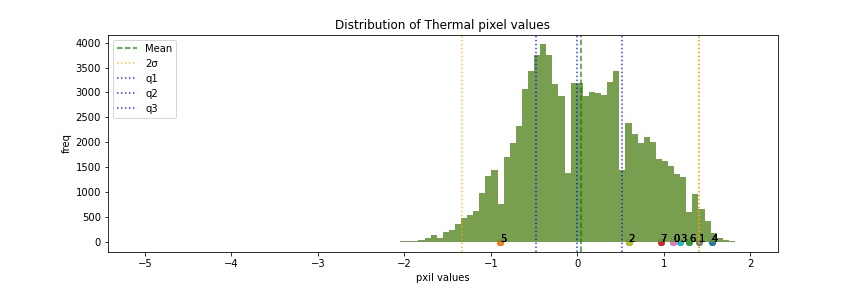 Distribution of Thermal pixel values
Mean
2σ
q1
q2
q3
freq
4000
3500
3000
2500
2000
1500
1000
500
0
5 2 7 0 3 6 1 4
−5 −4 −3 −2 −1 0 1 2
pxil values